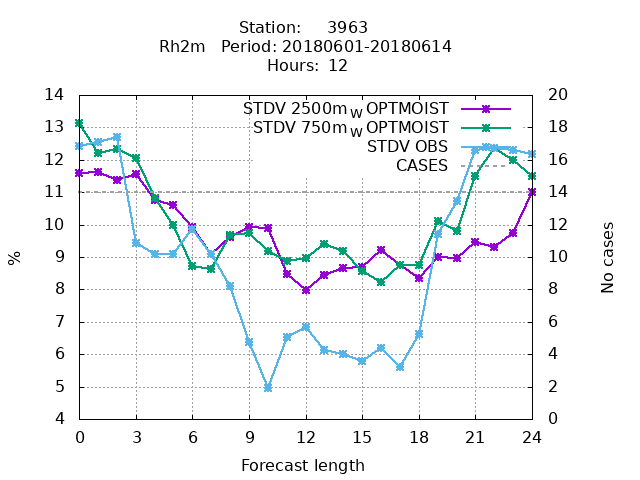 Station: 3963
Rh2m Period: 20180601-20180614
Hours: 12
STDV 2500m_W OPTMOIST
STDV 750m_W OPTMOIST
STDV OBS
CASES
14
13
12
11
10
9
8
7
6
5
4
%
20
18
16
14
12
10
8
6
4
2
0
No cases
0 3 6 9 12 15 18 21 24
Forecast length